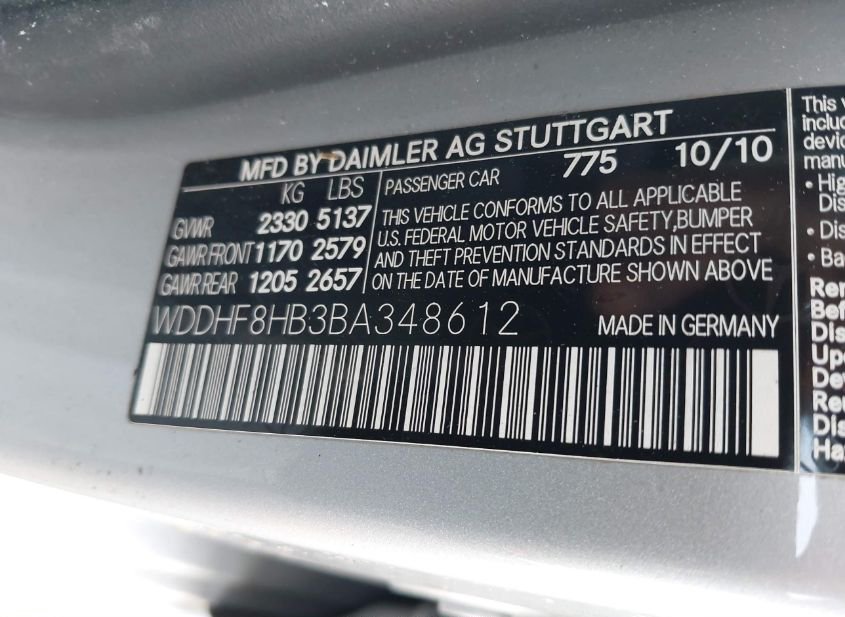 MFD BY DAIMLER AG STUTTGART
KG LBS
GVWR 2330 5137
GAWR FRONT 1170 2579
GAWR REAR 1205 2657
PASSENGER CAR 775 10/10
THIS VEHICLE CONFORMS TO ALL APPLICABLE
U.S. FEDERAL MOTOR VEHICLE SAFETY,BUMPER
AND THEFT PREVENTION STANDARDS IN EFFECT
ON THE DATE OF MANUFACTURE SHOWN ABOVE
WDDHF8HB3BA348612 MADE IN GERMANY
This